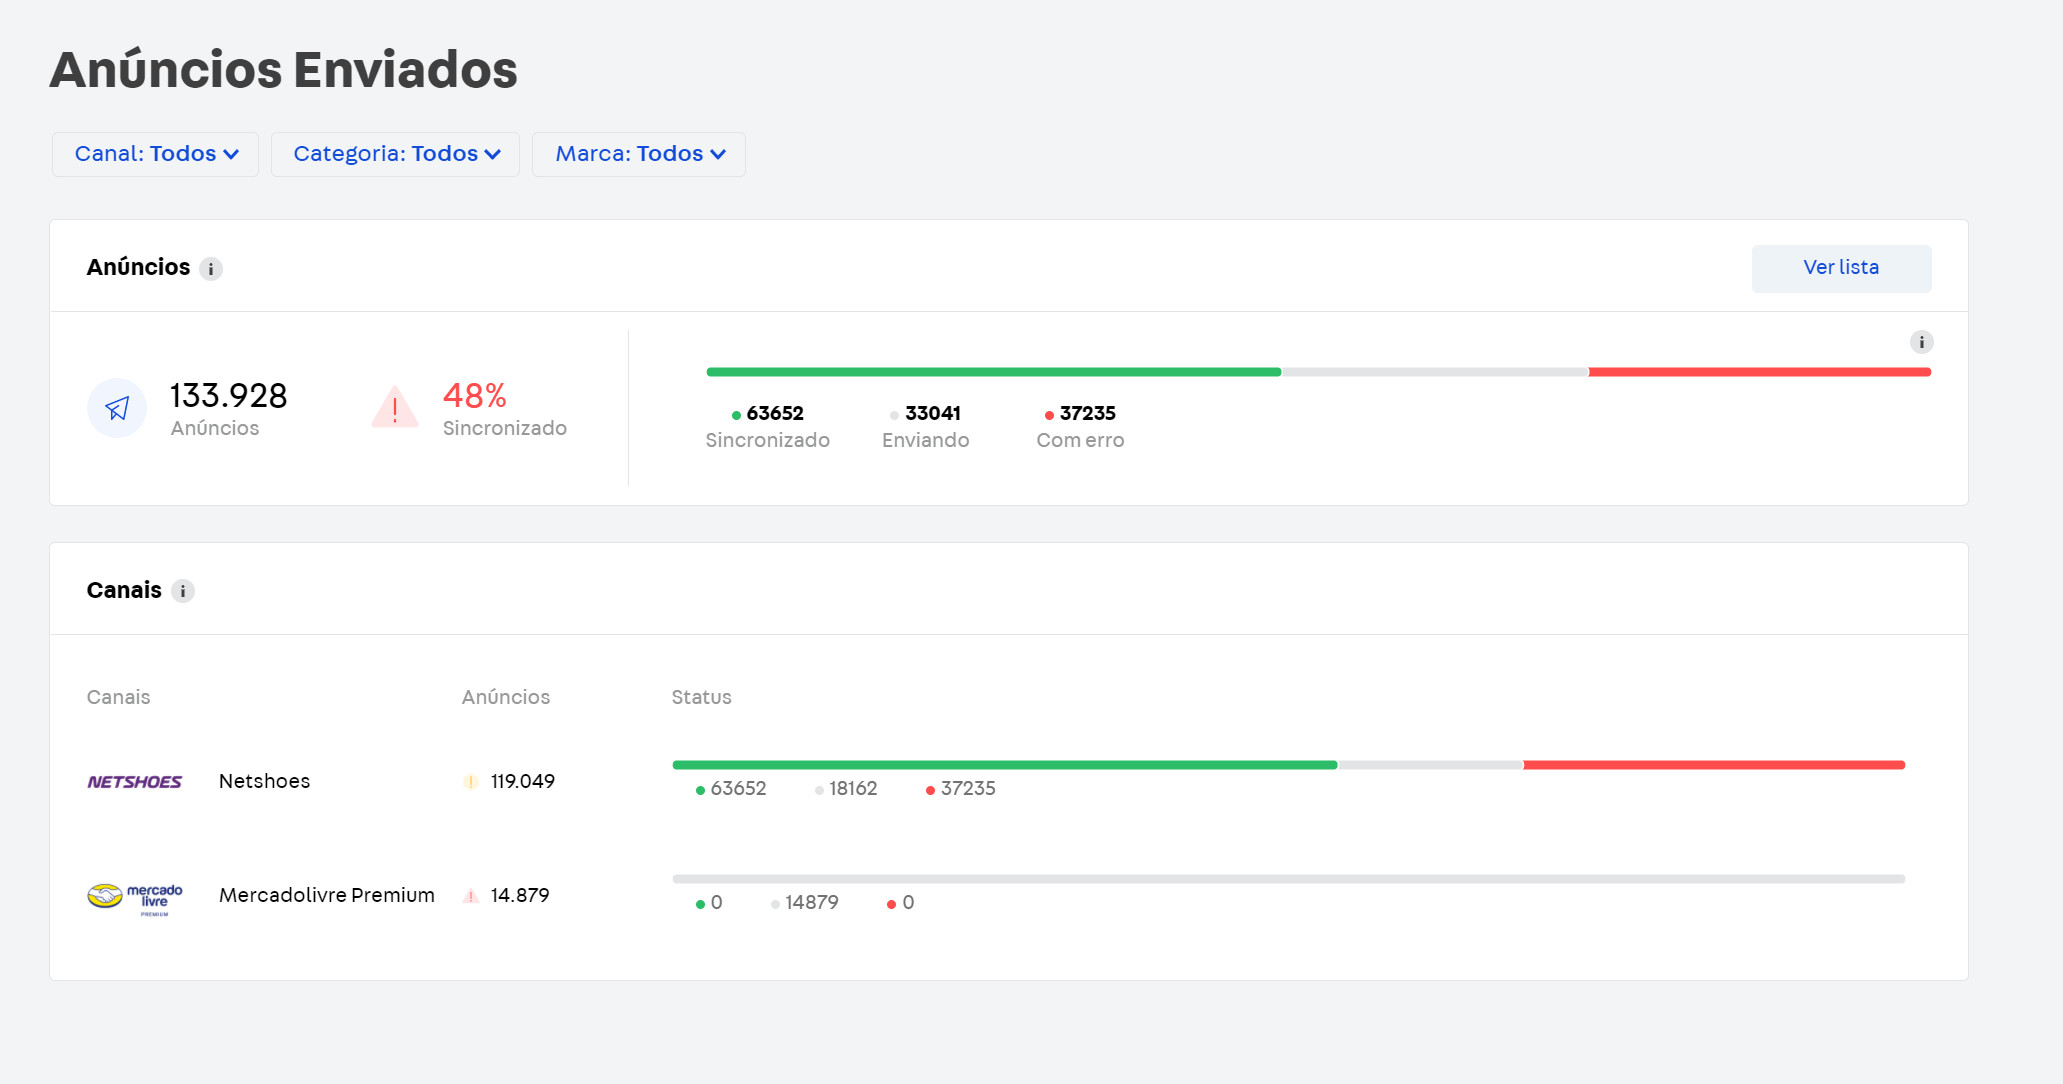 Anúncios Enviados
Canal: Todos
Categoria: Todos
Marca: Todos
Anúncios
Ver lista
133.928
Anúncios
48%
Sincronizado
63652
Sincronizado
33041
Enviando
37235
Com erro
Canais
Canais
Anúncios
Status
NETSHOES
Netshoes
119.049
63652
18162
37235
mercado
livre
PREMIUM
Mercadolivre Premium
14.879
0
14879
0